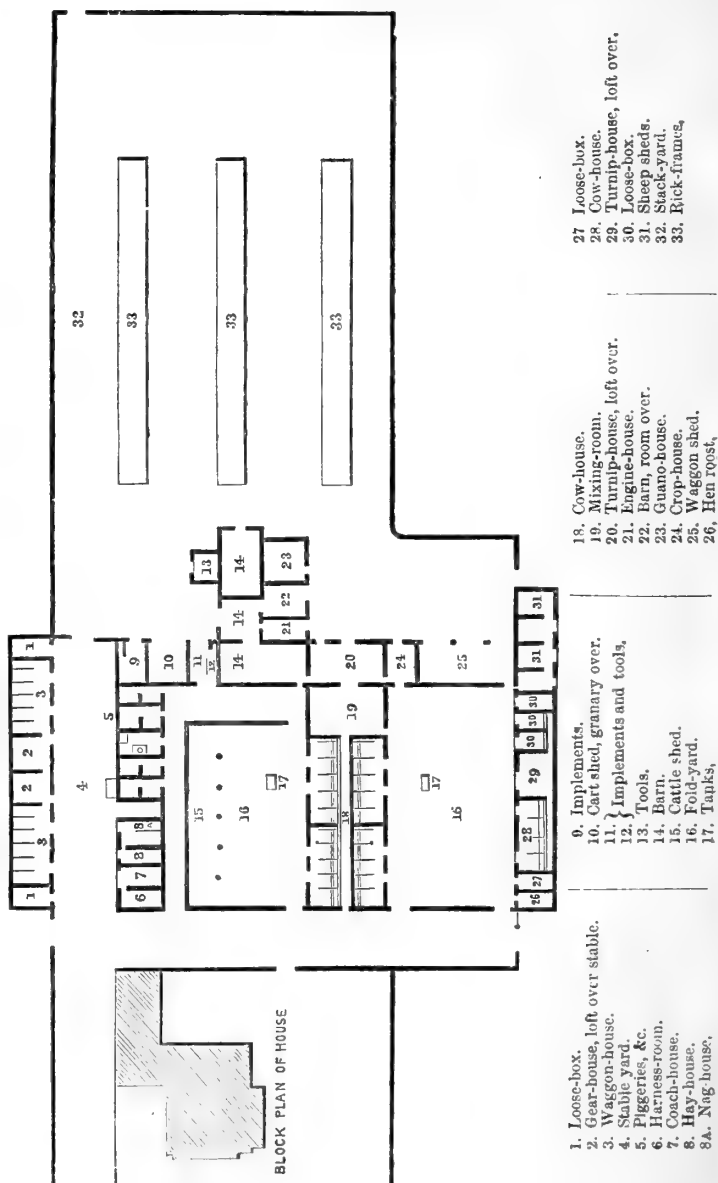 1 3 2 2 3 1
4 32
5
6 7 8 8A 9 33
10
11
12
15 13
16 14 14 14 33
17
21 22 23
18 19 20 33
24
17
16 25
26 27 28 29 30 30 30 31 31
BLOCK PLAN OF HOUSE
1. Loose-box.
2. Gear-house, loft over stable.
3. Waggon-house.
4. Stable yard.
5. Piggeries, &c.
6. Harness-room.
7. Coach-house.
8. Hay-house.
8A. Nag-house.
9. Implements.
10. Cart shed, granary over.
11. } Implements and tools.
12.
13. Tools.
14. Barn.
15. Cattle shed.
16. Fold-yard.
17. Tanks.
18. Cow-house.
19. Mixing-room.
20. Turnip-house, loft over.
21. Engine-house.
22. Barn, room over.
23. Guano-house.
24. Crop-house.
25. Waggon shed.
26. Hen roost.
27 Loose-box.
28. Cow-house.
29. Turnip-house, loft over.
30. Loose-box.
31. Sheep sheds.
32. Stack-yard.
33. Rick-frames.